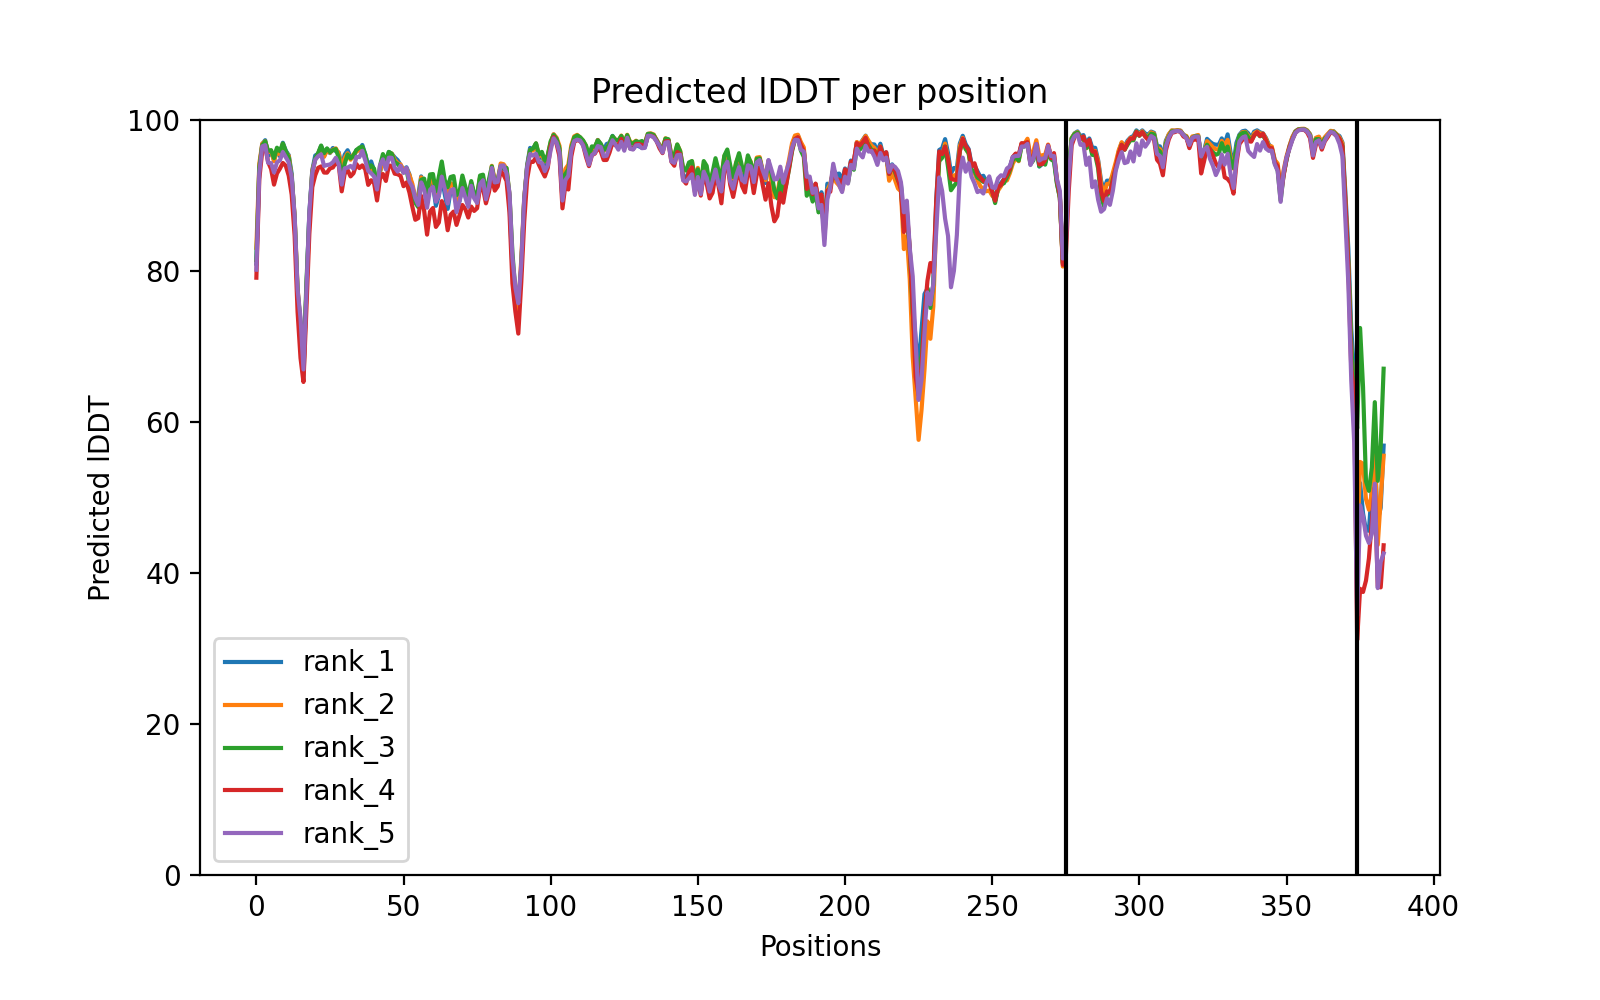 Predicted lDDT per position
100
80
60
40
20
0
Predicted lDDT
rank_1
rank_2
rank_3
rank_4
rank_5
0 50 100 150 200 250 300 350 400
Positions